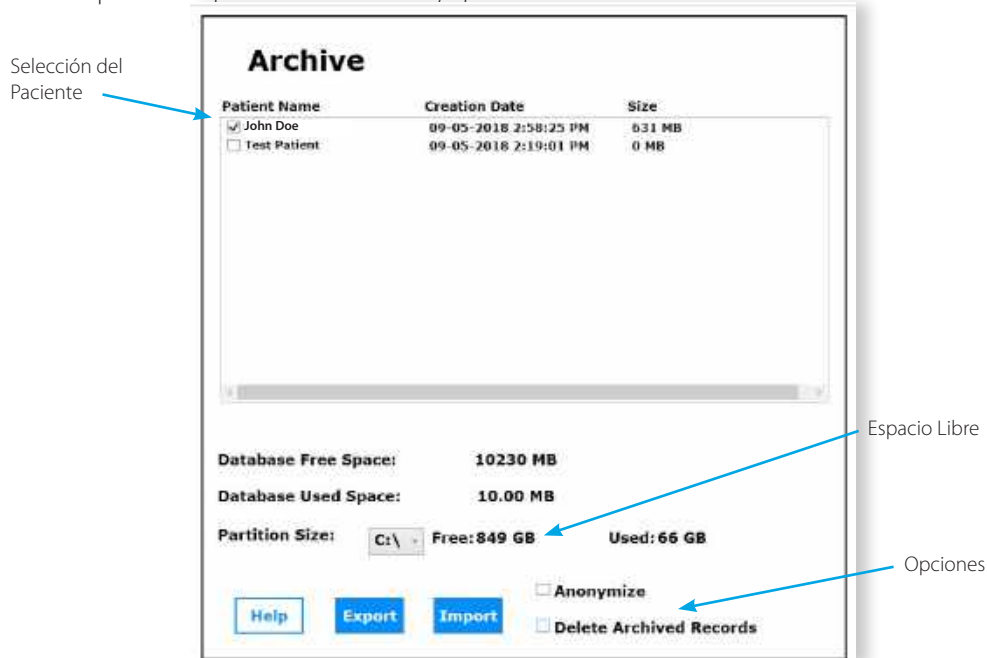 Archive
Selección del
Paciente
Patient Name Creation Date Size
John Doe 09-05-2018 2:58:25 PM 631 MB
Test Patient 09-05-2018 2:19:01 PM 0 MB
Espacio Libre
Database Free Space: 10230 MB
Database Used Space: 10.00 MB
Partition Size: C:\ Free: 849 GB Used: 66 GB
Opciones
Anonymize
Help Export Import
Delete Archived Records